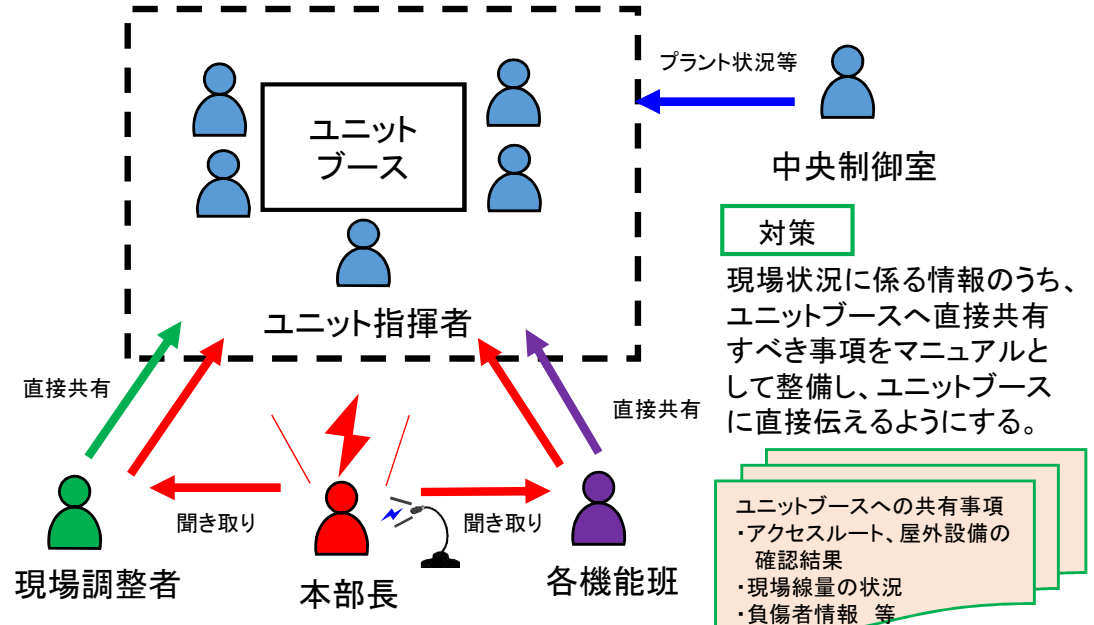 プラント状況等
ユニット
ブース
中央制御室
ユニット指揮者
対策
現場状況に係る情報のうち、
ユニットブースへ直接共有
すべき事項をマニュアルと
して整備し、ユニットブース
に直接伝えるようにする。
直接共有
直接共有
聞き取り
聞き取り
現場調整者
本部長
各機能班
ユニットブースへの共有事項
・アクセスルート、屋外設備の
確認結果
・現場線量の状況
・負傷者情報 等